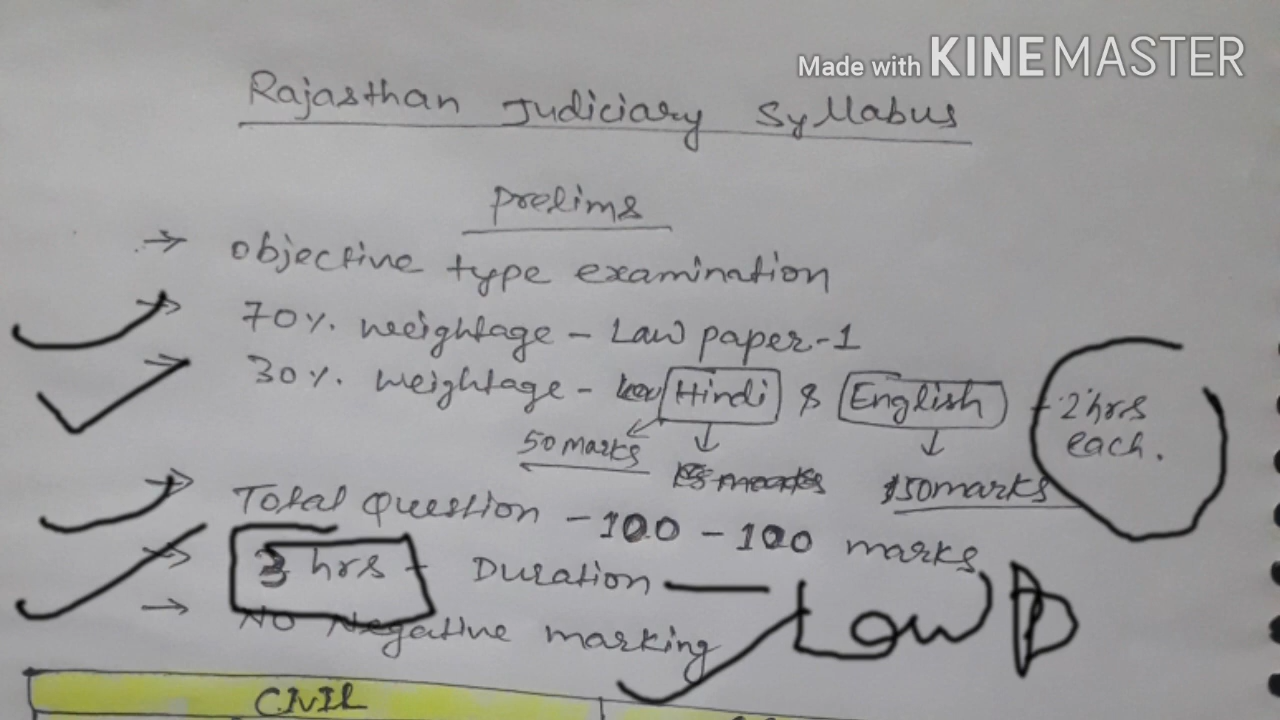 Made with KINEMASTER
Rajasthan Judiciary Syllabus
Prelims
→ Objective type examination
→ 70%. weightage - Law paper-1
→ 30%. weightage - Hindi & English - 2 hrs each.
50 marks 50 marks
→ Total Question - 100 - 100 marks
→ 3 hrs - Duration - Law P
→ No Negative marking
CIVIL